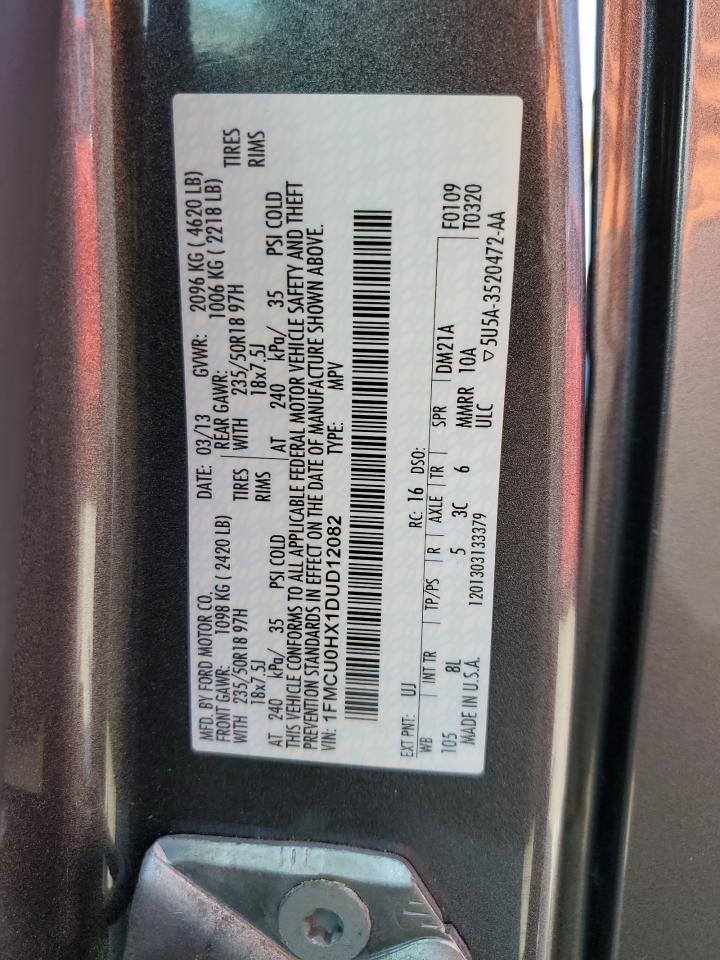 MFD. BY FORD MOTOR CO. DATE: 03/13 GVWR: 2096 KG ( 4620 LB)
FRONT GAWR: 1098 KG ( 2420 LB) REAR GAWR: 1006 KG ( 2218 LB)
WITH 235/50R18 97H TIRES WITH 235/50R18 97H TIRES
18x7.5J RIMS 18x7.5J RIMS
AT 240 kPa/ 35 PSI COLD AT 240 kPa/ 35 PSI COLD
THIS VEHICLE CONFORMS TO ALL APPLICABLE FEDERAL MOTOR VEHICLE SAFETY AND THEFT
PREVENTION STANDARDS IN EFFECT ON THE DATE OF MANUFACTURE SHOWN ABOVE.
VIN: 1FMCU0HX1DUD12082 TYPE: MPV
EXT PNT: UJ RC: 16 DSO:
WB INT TR TP/PS R AXLE TR SPR DM21A F0109
105 8L 5 3C 6 MMRR 10A T0320
MADE IN U.S.A. 1201303133379 ULC ▽5U5A-3520472-AA